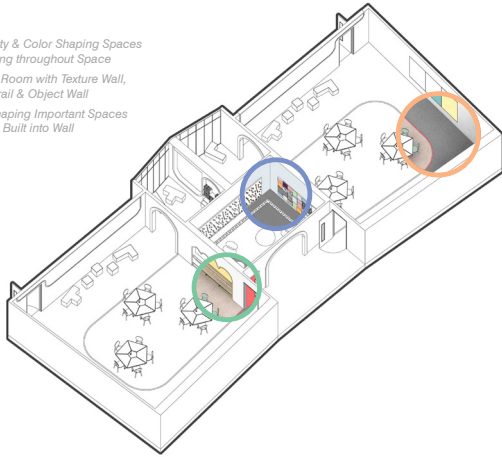 ty & Color Shaping Spaces
ng throughout Space
Room with Texture Wall,
rail & Object Wall
aping Important Spaces
Built into Wall